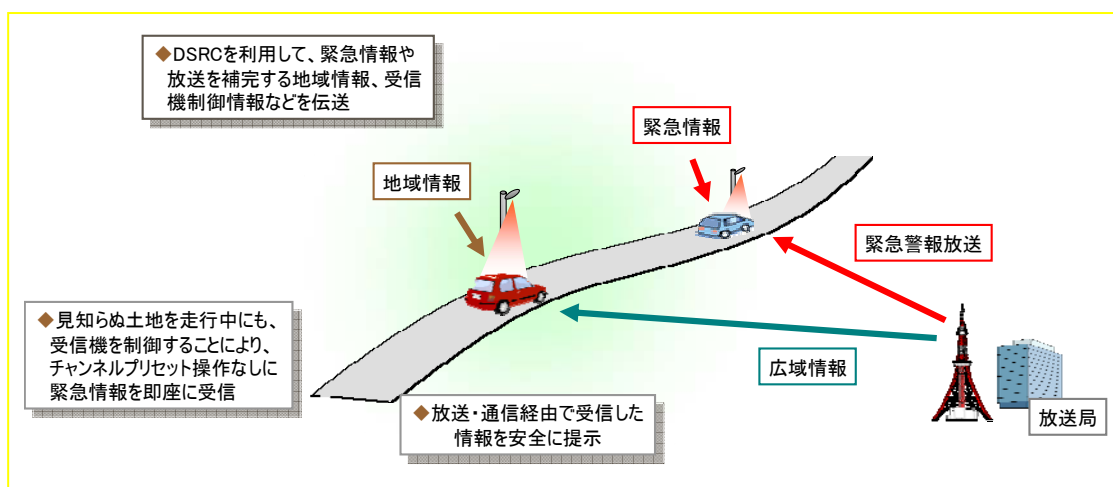 ◆DSRCを利用して、緊急情報や
放送を補完する地域情報、受信
機制御情報などを伝送
緊急情報
地域情報
緊急警報放送
◆見知らぬ土地を走行中にも、
受信機を制御することにより、
チャンネルプリセット操作なしに
緊急情報を即座に受信
広域情報
◆放送・通信経由で受信した
情報を安全に提示
放送局